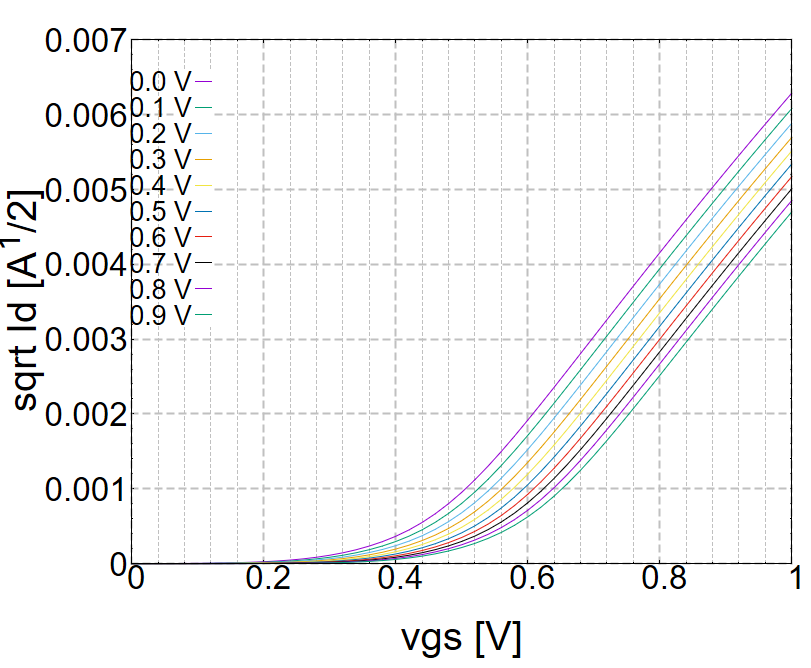 0.007
0.006
0.005
0.004
0.003
0.002
0.001
0
0.0 V
0.1 V
0.2 V
0.3 V
0.4 V
0.5 V
0.6 V
0.7 V
0.8 V
0.9 V
sqrt Id [A^1/2]
0 0.2 0.4 0.6 0.8 1
vgs [V]